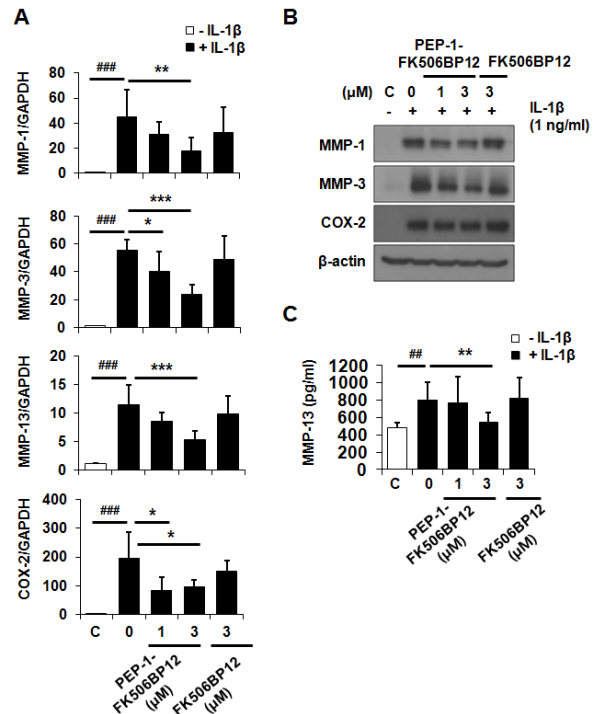 A
- IL-1β
+ IL-1β
MMP-1/GAPDH
80
60
40
20
0
###
**
MMP-3/GAPDH
80
60
40
20
0
###
***
*
MMP-13/GAPDH
20
15
10
5
0
###
***
COX-2/GAPDH
400
300
200
100
0
###
*
*
C 0 1 3 3
PEP-1-
FK506BP12
(μM)
FK506BP12
(μM)
B
PEP-1-
FK506BP12 FK506BP12
(μM) C 0 1 3 3
- + + + + IL-1β
(1 ng/ml)
MMP-1
MMP-3
COX-2
β-actin
C
- IL-1β
+ IL-1β
MMP-13 (pg/ml)
1200
1000
800
600
400
200
0
##
**
C 0 1 3 3
PEP-1-
FK506BP12
(μM)
FK506BP12
(μM)